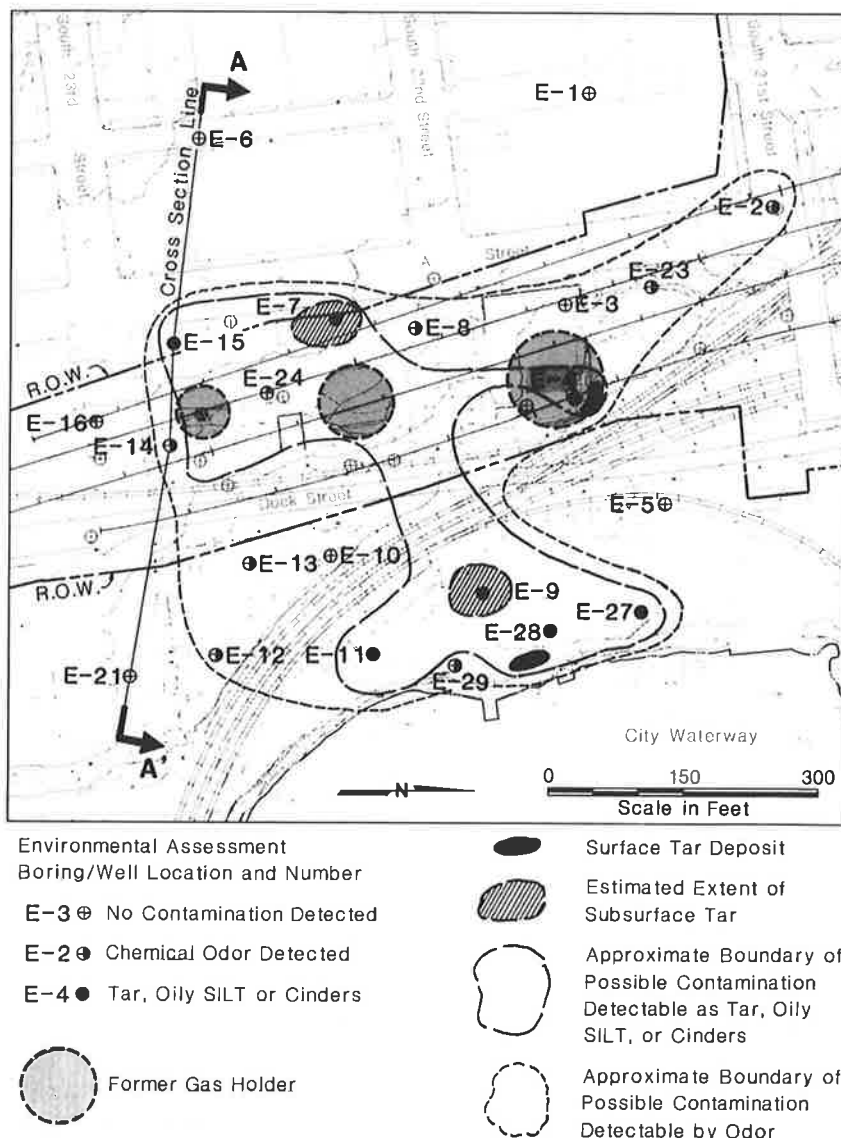 South 23rd
Street
South 22nd
Street
South 21st Street
A
Cross Section Line
E-1
E-6
E-2
Street
A
E-23
E-7
E-3
E-8
E-15
R.O.W.
E-24
E-16
E-14
Dock Street
E-5
E-10
E-13
R.O.W.
E-9
E-27
E-28
E-12
E-11
E-29
E-21
A'
City Waterway
N
0 150 300
Scale in Feet
Environmental Assessment
Boring/Well Location and Number
E-3 No Contamination Detected
E-2 Chemical Odor Detected
E-4 Tar, Oily SILT or Cinders
Former Gas Holder
Surface Tar Deposit
Estimated Extent of
Subsurface Tar
Approximate Boundary of
Possible Contamination
Detectable as Tar, Oily
SILT, or Cinders
Approximate Boundary of
Possible Contamination
Detectable by Odor